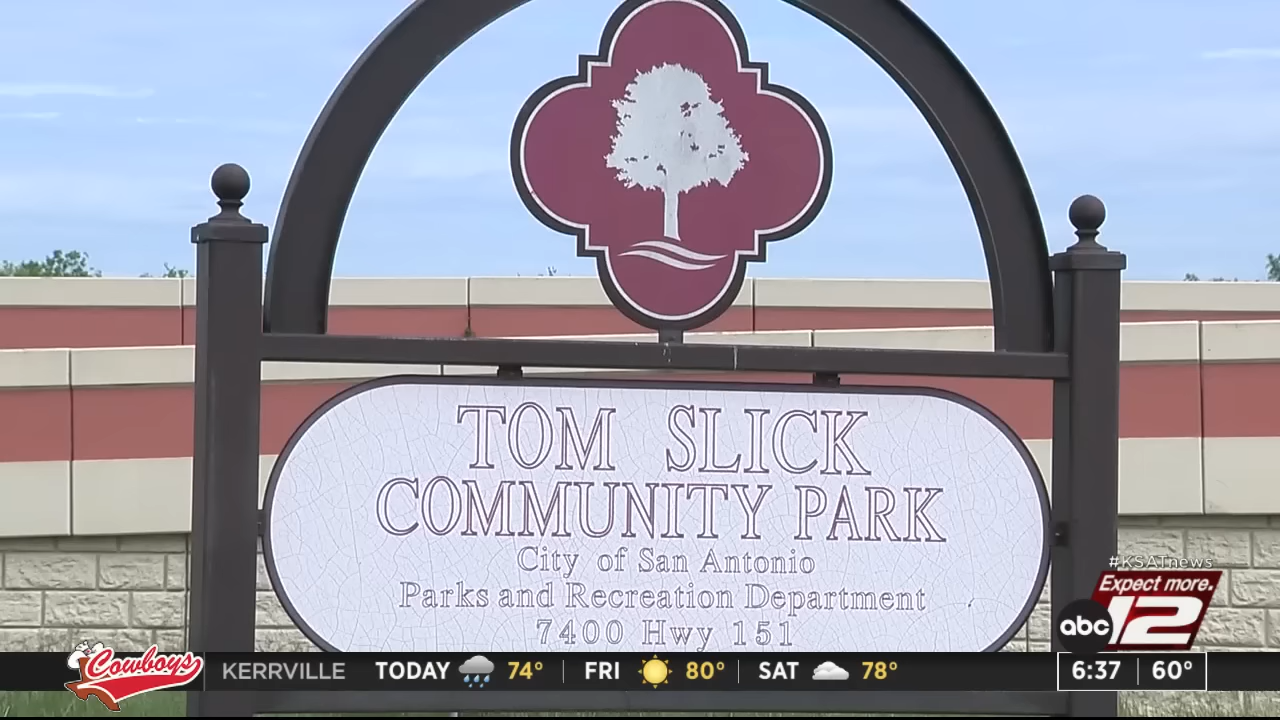 TOM SLICK
COMMUNITY PARK
City of San Antonio
Parks and Recreation Department
7400 Hwy 151
#KSATnews
Expect more.
abc 12
Cowboys KERRVILLE TODAY 74° FRI 80° SAT 78° 6:37 60°